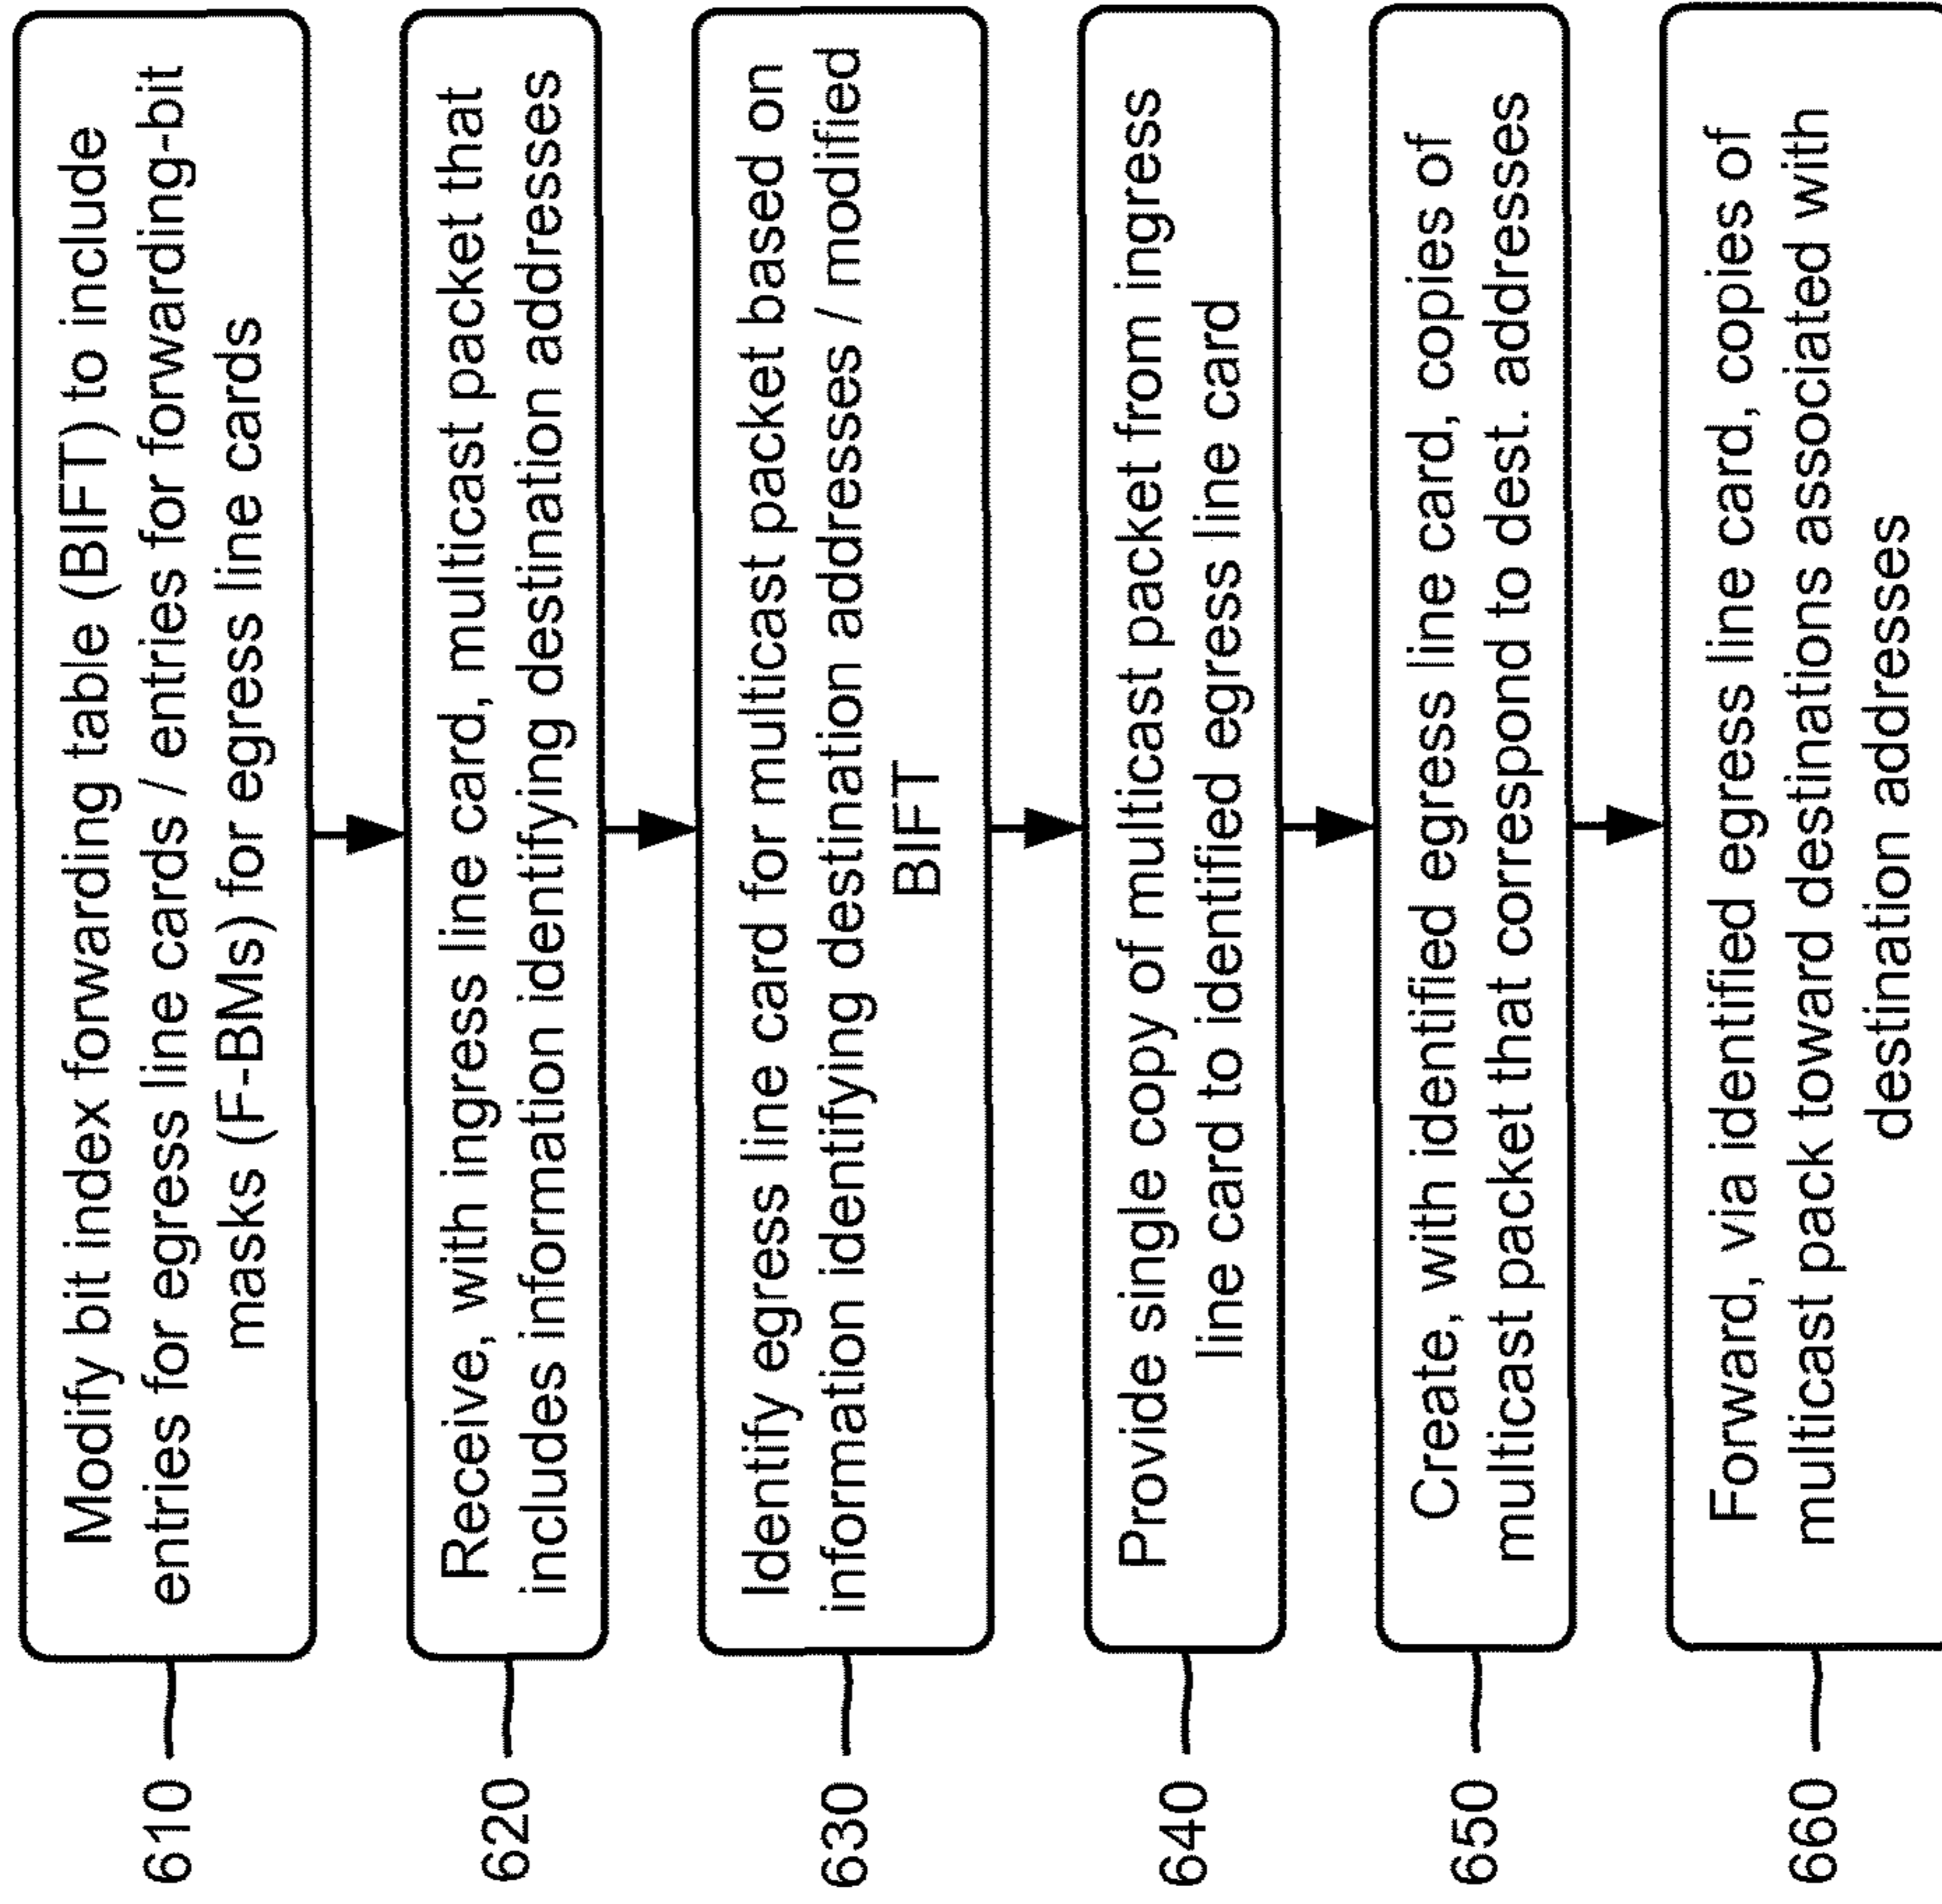 610
Modify bit index forwarding table (BIFT) to include
entries for egress line cards / entries for forwarding-bit
masks (F-BMs) for egress line cards
620
Receive, with ingress line card, multicast packet that
includes information identifying destination addresses
630
Identify egress line card for multicast packet based on
information identifying destination addresses / modified
BIFT
640
Provide single copy of multicast packet from ingress
line card to identified egress line card
650
Create, with identified egress line card, copies of
multicast packet that correspond to dest. addresses
660
Forward, via identified egress line card, copies of
multicast pack toward destinations associated with
destination addresses